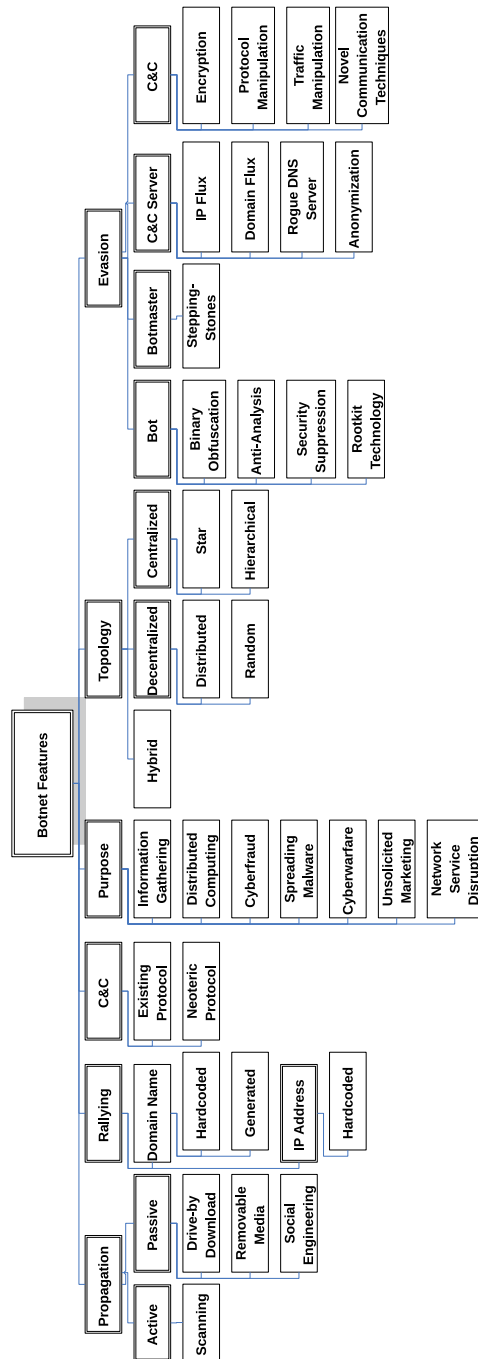 Botnet Features
Propagation
Active
Scanning
Passive
Drive-by
Download
Removable
Media
Social
Engineering
Rallying
Domain Name
Hardcoded
Generated
IP Address
Hardcoded
C&C
Existing
Protocol
Neoteric
Protocol
Purpose
Information
Gathering
Distributed
Computing
Cyberfraud
Spreading
Malware
Cyberwarfare
Unsolicited
Marketing
Network
Service
Disruption
Topology
Hybrid
Decentralized
Distributed
Random
Centralized
Star
Hierarchical
Evasion
Bot
Binary
Obfuscation
Anti-Analysis
Security
Suppression
Rootkit
Technology
Botmaster
Stepping-
Stones
C&C Server
IP Flux
Domain Flux
Rogue DNS
Server
Anonymization
C&C
Encryption
Protocol
Manipulation
Traffic
Manipulation
Novel
Communication
Techniques